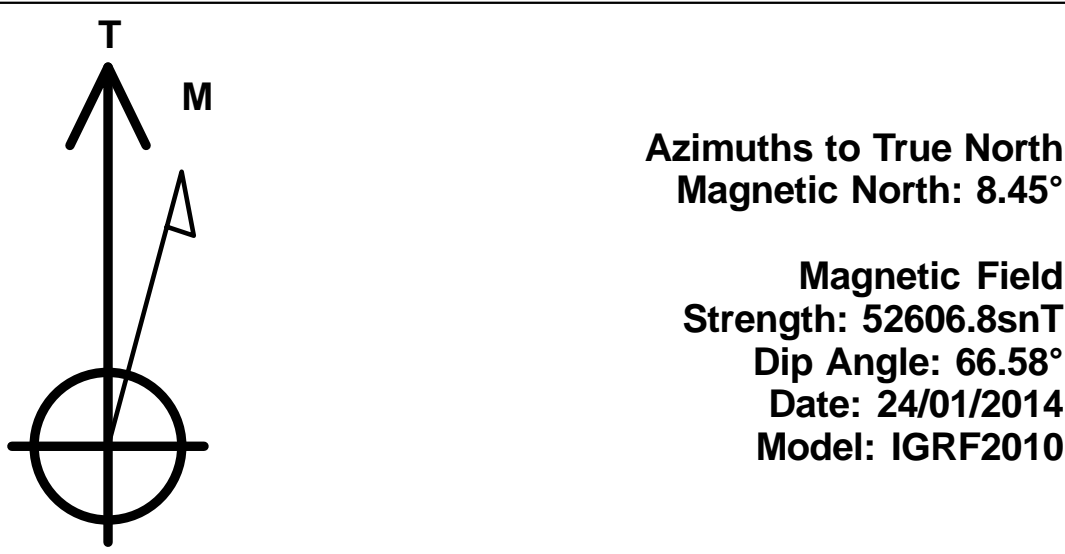 T
M
Azimuths to True North
Magnetic North: 8.45°
Magnetic Field
Strength: 52606.8snT
Dip Angle: 66.58°
Date: 24/01/2014
Model: IGRF2010